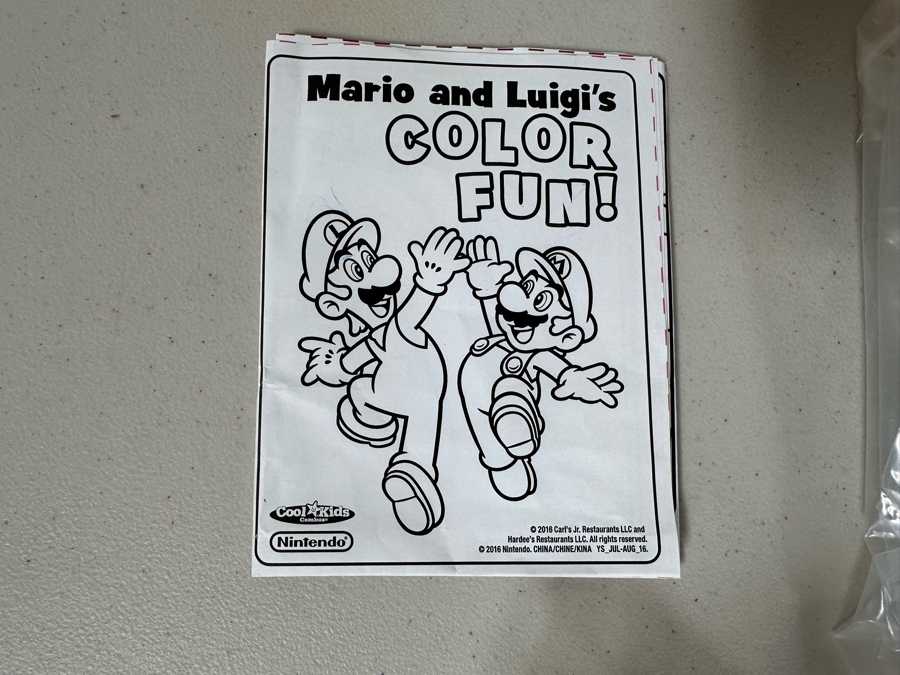 Mario and Luigi's
COLOR
FUN!
L
M
Cool Kids
Combos
Nintendo
© 2016 Carl's Jr. Restaurants LLC and
Hardee's Restaurants LLC. All rights reserved.
© 2016 Nintendo. CHINA/CHINE/KINA YS_JUL-AUG_16.